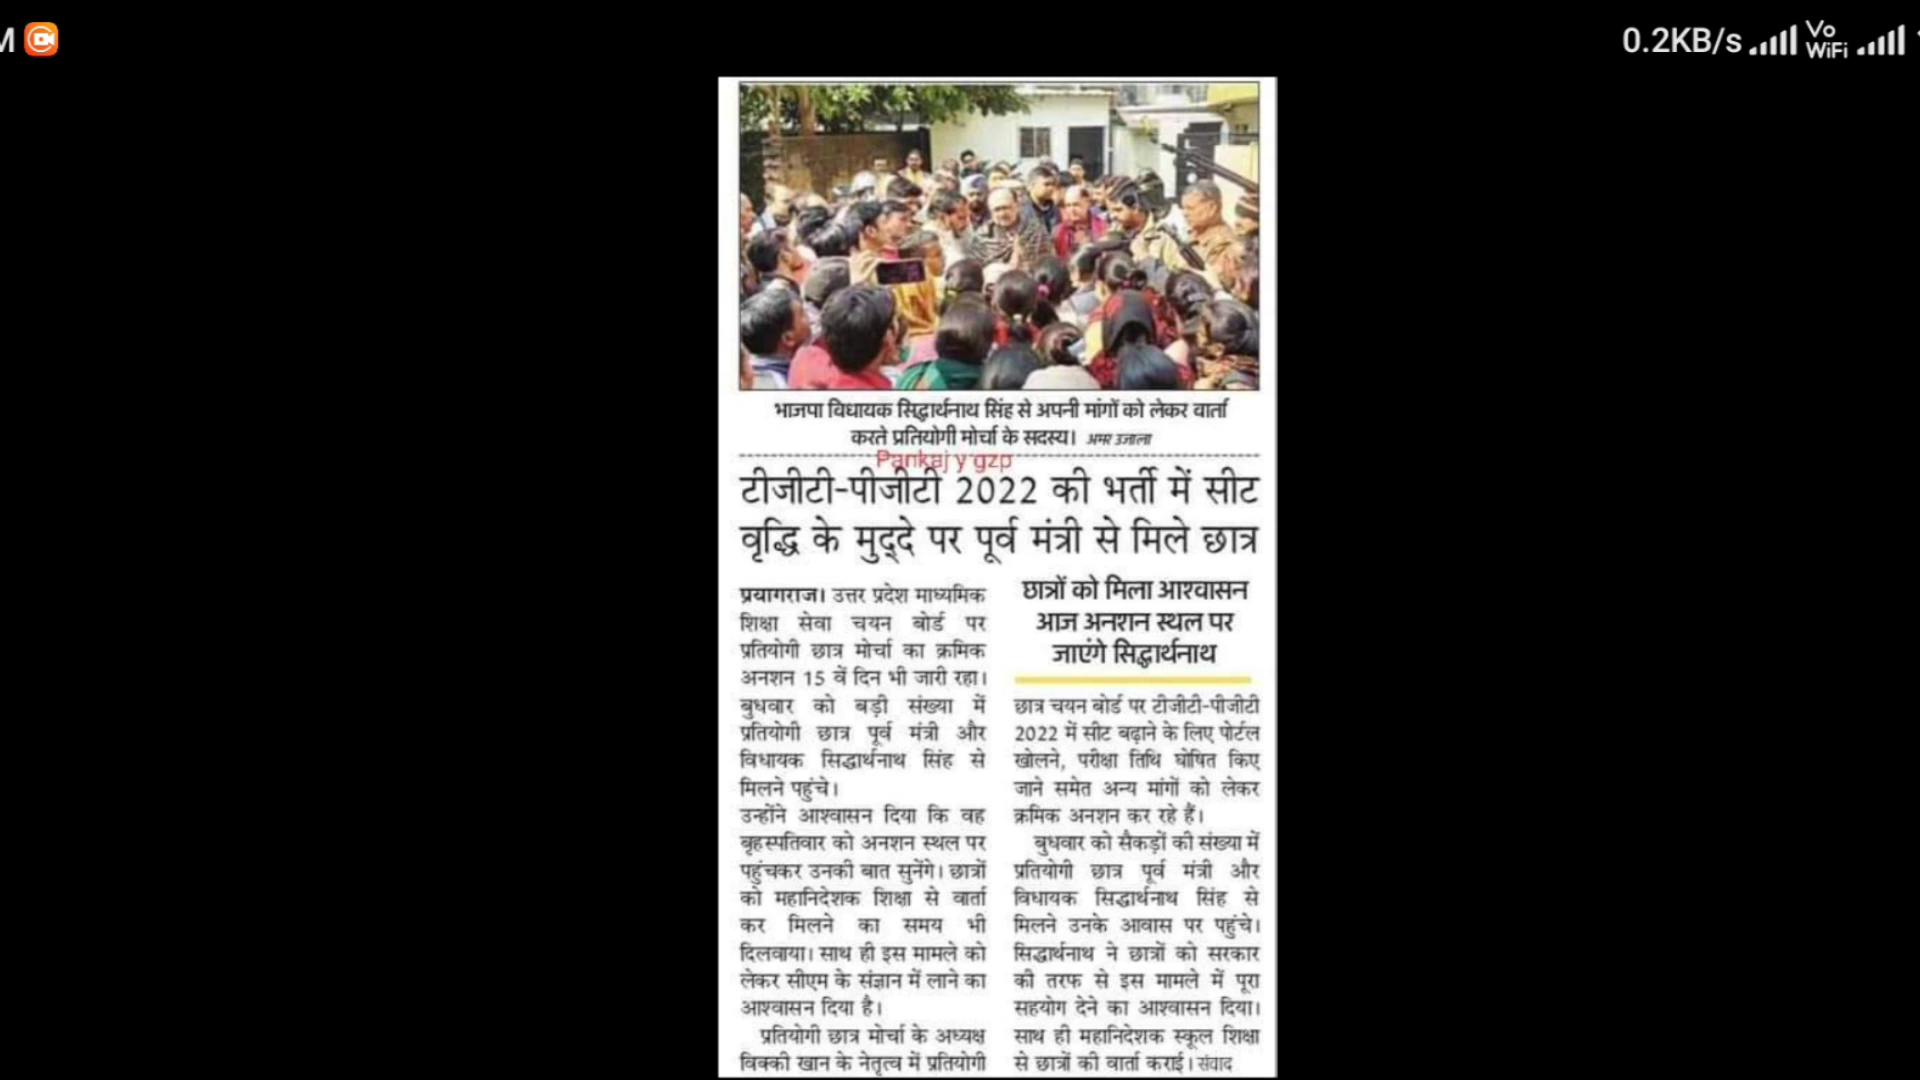 M
0.2KB/s
Vo
WiFi
भाजपा विधायक सिद्धार्थनाथ सिंह से अपनी मांगों को लेकर वार्ता
करते प्रतियोगी मोर्चा के सदस्य। अमर उजाला
Pankaj y gzp
टीजीटी-पीजीटी 2022 की भर्ती में सीट
वृद्धि के मुद्दे पर पूर्व मंत्री से मिले छात्र
प्रयागराज। उत्तर प्रदेश माध्यमिक
शिक्षा सेवा चयन बोर्ड पर
प्रतियोगी छात्र मोर्चा का क्रमिक
अनशन 15 वें दिन भी जारी रहा।
बुधवार को बड़ी संख्या में
प्रतियोगी छात्र पूर्व मंत्री और
विधायक सिद्धार्थनाथ सिंह से
मिलने पहुंचे।
उन्होंने आश्वासन दिया कि वह
बृहस्पतिवार को अनशन स्थल पर
पहुंचकर उनकी बात सुनेंगे। छात्रों
को महानिदेशक शिक्षा से वार्ता
कर मिलने का समय भी
दिलवाया। साथ ही इस मामले को
लेकर सीएम के संज्ञान में लाने का
आश्वासन दिया है।
प्रतियोगी छात्र मोर्चा के अध्यक्ष
विक्की खान के नेतृत्व में प्रतियोगी
छात्रों को मिला आश्वासन
आज अनशन स्थल पर
जाएंगे सिद्धार्थनाथ
छात्र चयन बोर्ड पर टीजीटी-पीजीटी
2022 में सीट बढ़ाने के लिए पोर्टल
खोलने, परीक्षा तिथि घोषित किए
जाने समेत अन्य मांगों को लेकर
क्रमिक अनशन कर रहे हैं।
बुधवार को सैकड़ों की संख्या में
प्रतियोगी छात्र पूर्व मंत्री और
विधायक सिद्धार्थनाथ सिंह से
मिलने उनके आवास पर पहुंचे।
सिद्धार्थनाथ ने छात्रों को सरकार
की तरफ से इस मामले में पूरा
सहयोग देने का आश्वासन दिया।
साथ ही महानिदेशक स्कूल शिक्षा
से छात्रों की वार्ता कराई। संवाद